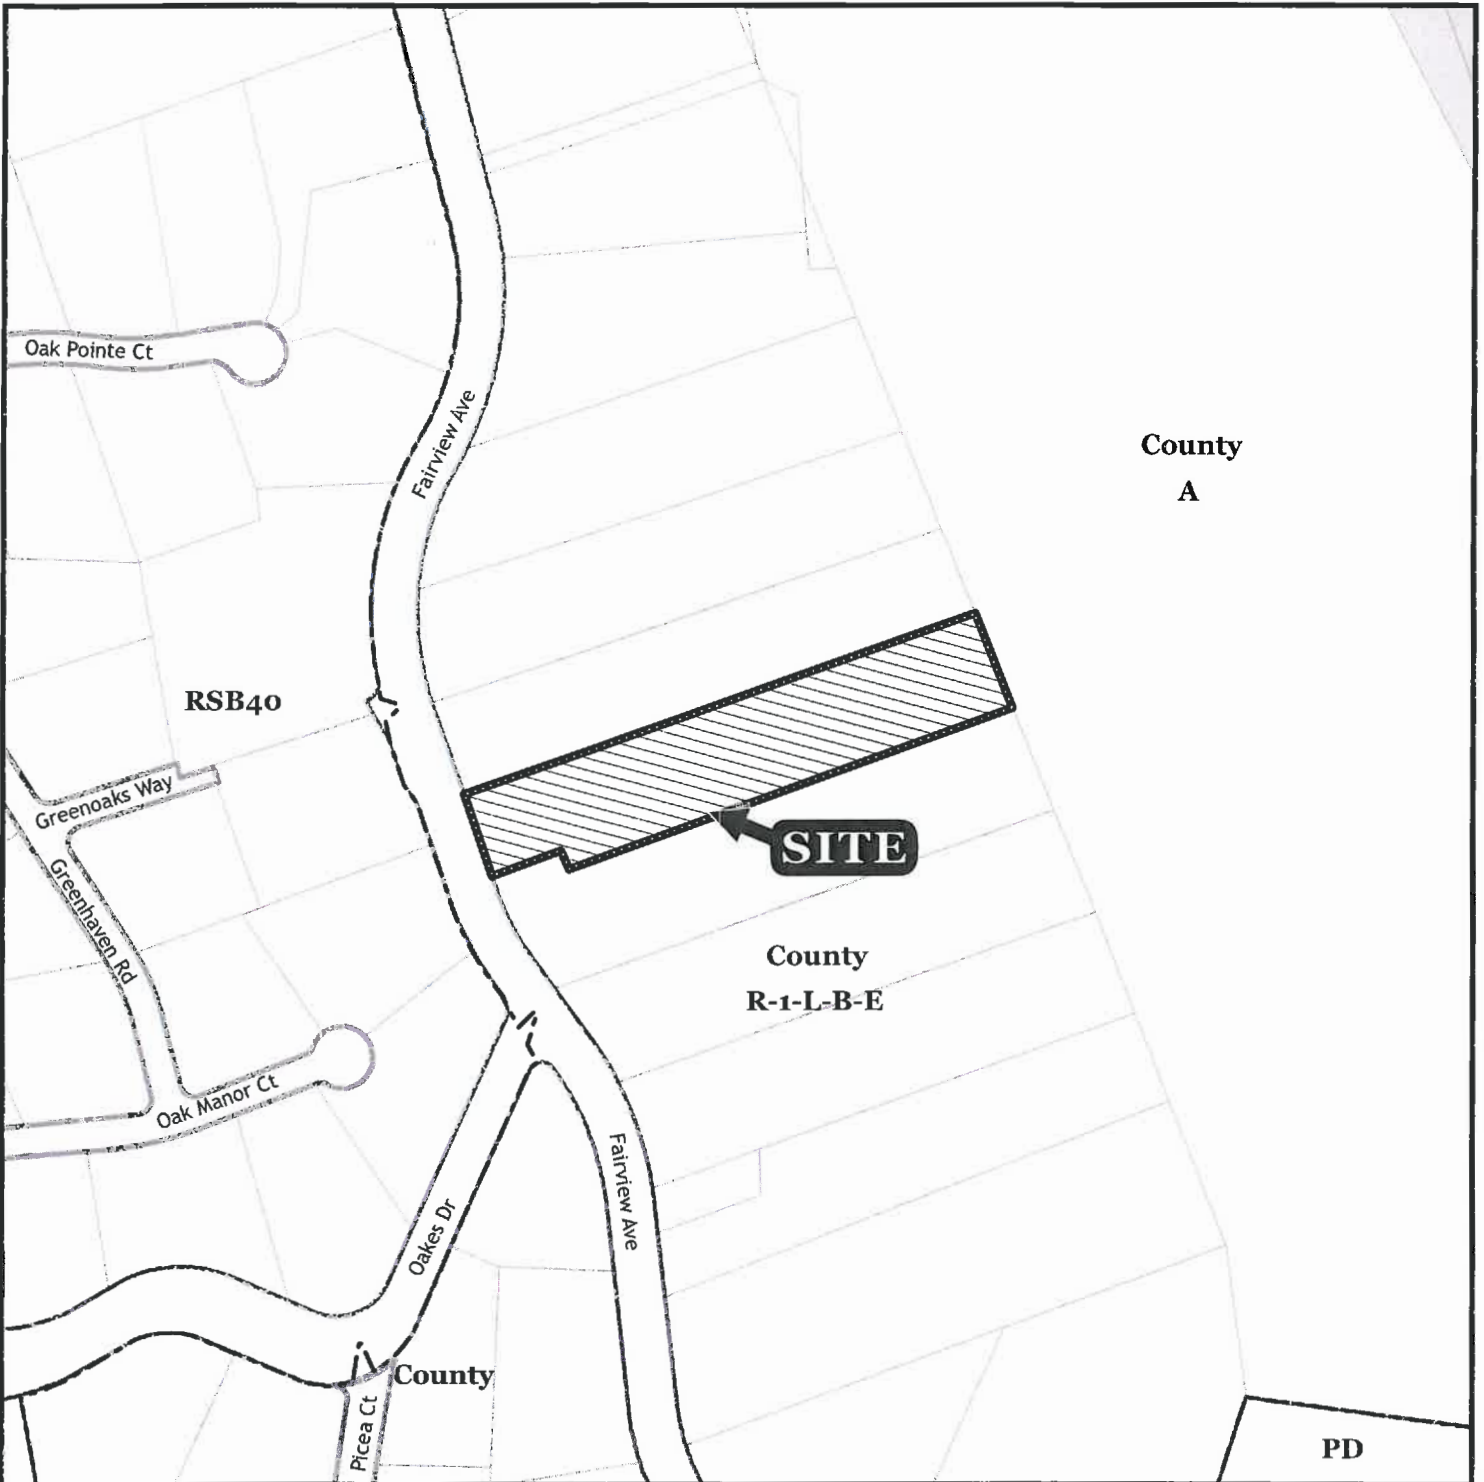 Oak Pointe Ct
Fairview Ave
County
A
RSB40
Greenoaks Way
SITE
Greenhaven Rd
County
R-1-L-B-E
Oak Manor Ct
Fairview Ave
Oakes Dr
County
Picea Ct
PD